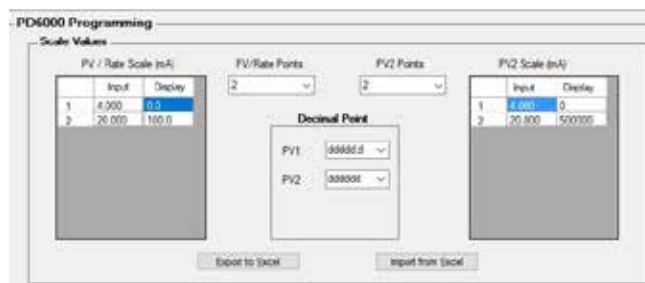 PD6000 Programming
Scale Values
PV / Rate Scale (mA) PV/Rate Points PV2 Points PV2 Scale (mA)
Input Display 2 2 Input Display
1 4.000 0.0 1 4.000 0
2 20.000 100.0 2 20.000 500000
Decimal Point
PV1 ddddd.d
PV2 dddddd
Export to Excel Import from Excel